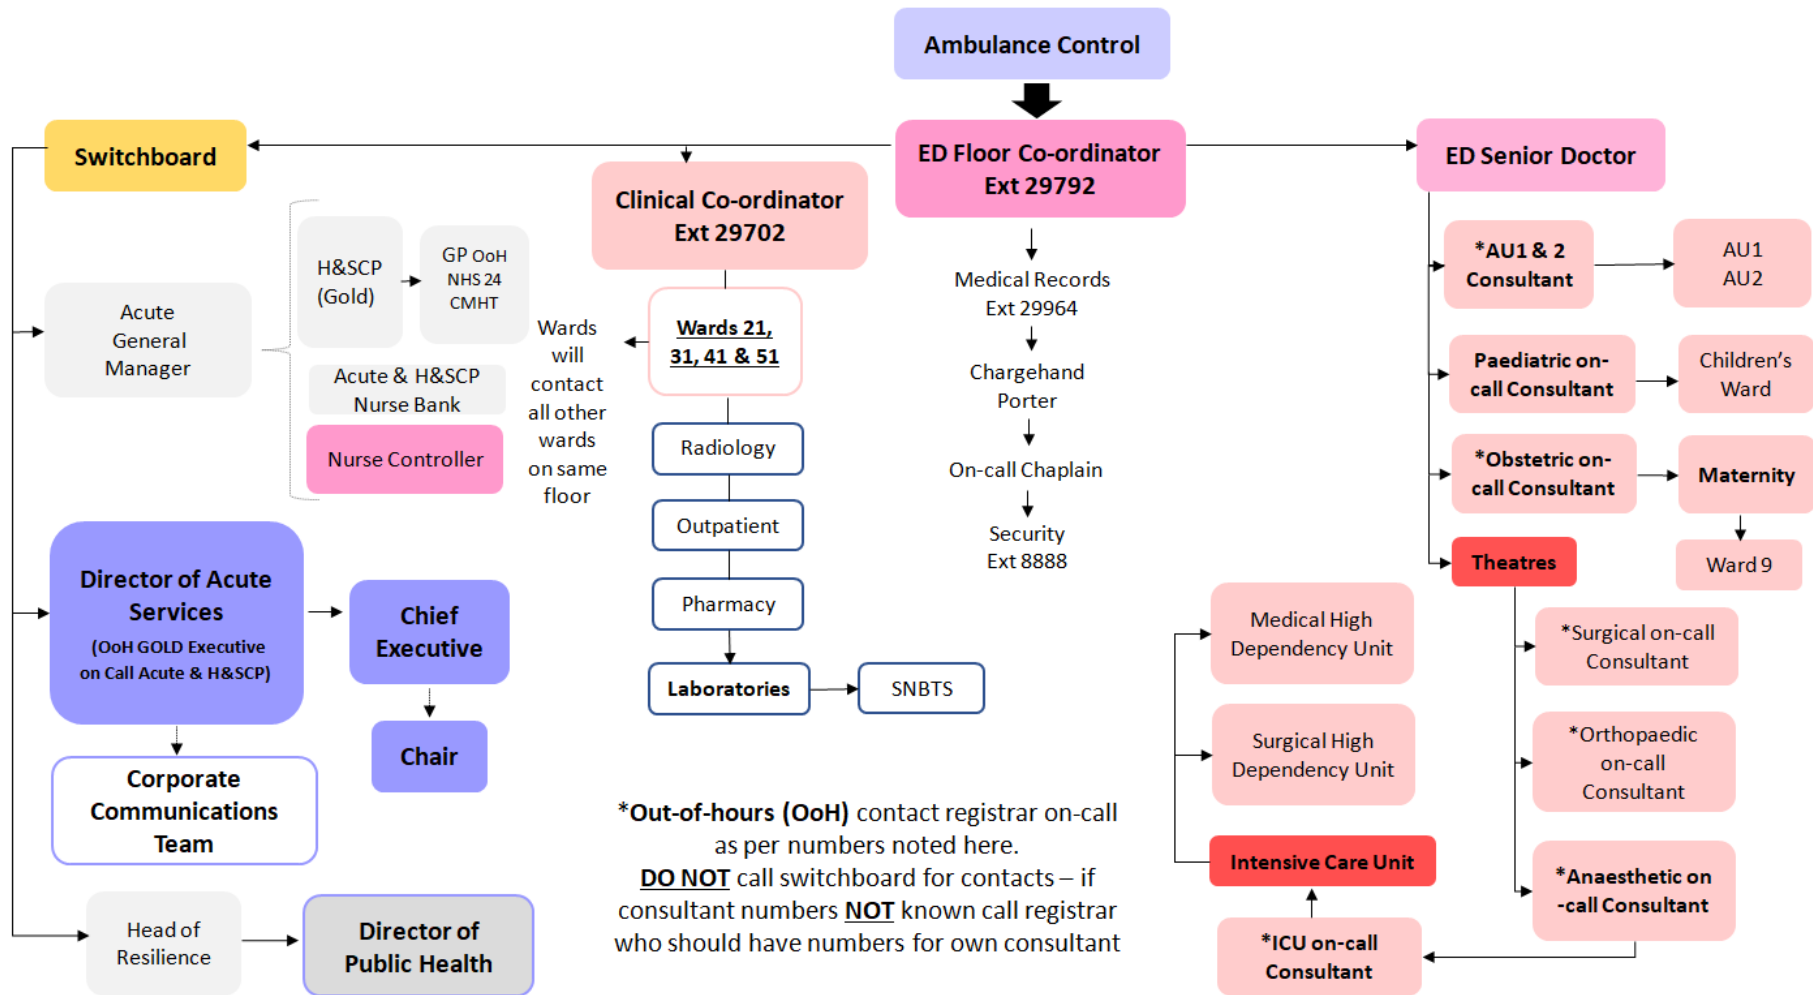 Ambulance Control
Switchboard
ED Floor Co-ordinator
Ext 29792
ED Senior Doctor
Clinical Co-ordinator
Ext 29702
H&SCP
(Gold)
GP OoH
NHS 24
CMHT
Acute
General
Manager
Acute & H&SCP
Nurse Bank
Nurse Controller
Wards
will
contact
all other
wards
on same
floor
Wards 21,
31, 41 & 51
Radiology
Outpatient
Pharmacy
Laboratories
SNBTS
Medical Records
Ext 29964
Chargehand
Porter
On-call Chaplain
Security
Ext 8888
*AU1 & 2
Consultant
AU1
AU2
Paediatric on-
call Consultant
Children's
Ward
*Obstetric on-
call Consultant
Maternity
Ward 9
Theatres
*Surgical on-call
Consultant
*Orthopaedic
on-call
Consultant
*Anaesthetic on
-call Consultant
*ICU on-call
Consultant
Intensive Care Unit
Medical High
Dependency Unit
Surgical High
Dependency Unit
Director of Acute
Services
(OoH GOLD Executive
on Call Acute & H&SCP)
Chief
Executive
Chair
Corporate
Communications
Team
Head of
Resilience
Director of
Public Health
*Out-of-hours (OoH) contact registrar on-call
as per numbers noted here.
DO NOT call switchboard for contacts – if
consultant numbers NOT known call registrar
who should have numbers for own consultant